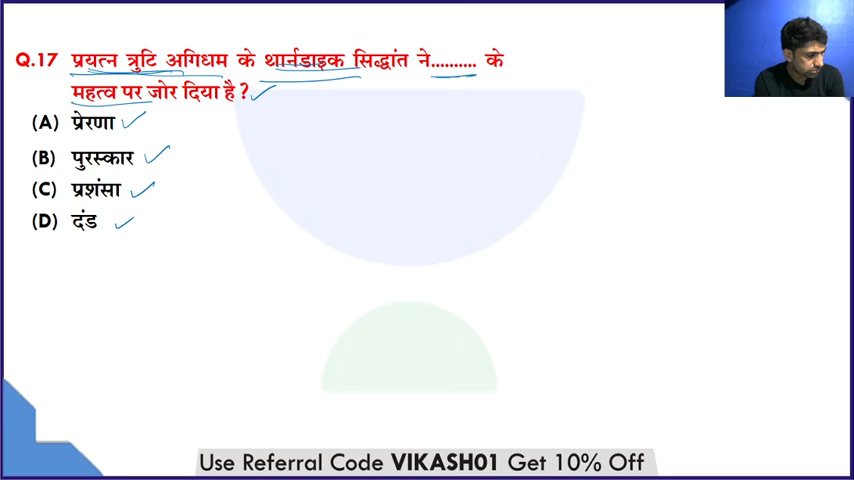 Q.17 प्रयत्न त्रुटि अगिधम के थार्नडाइक सिद्धांत ने.......... के
महत्व पर जोर दिया है ?
(A) प्रेरणा
(B) पुरस्कार
(C) प्रशंसा
(D) दंड
Use Referral Code VIKASH01 Get 10% Off